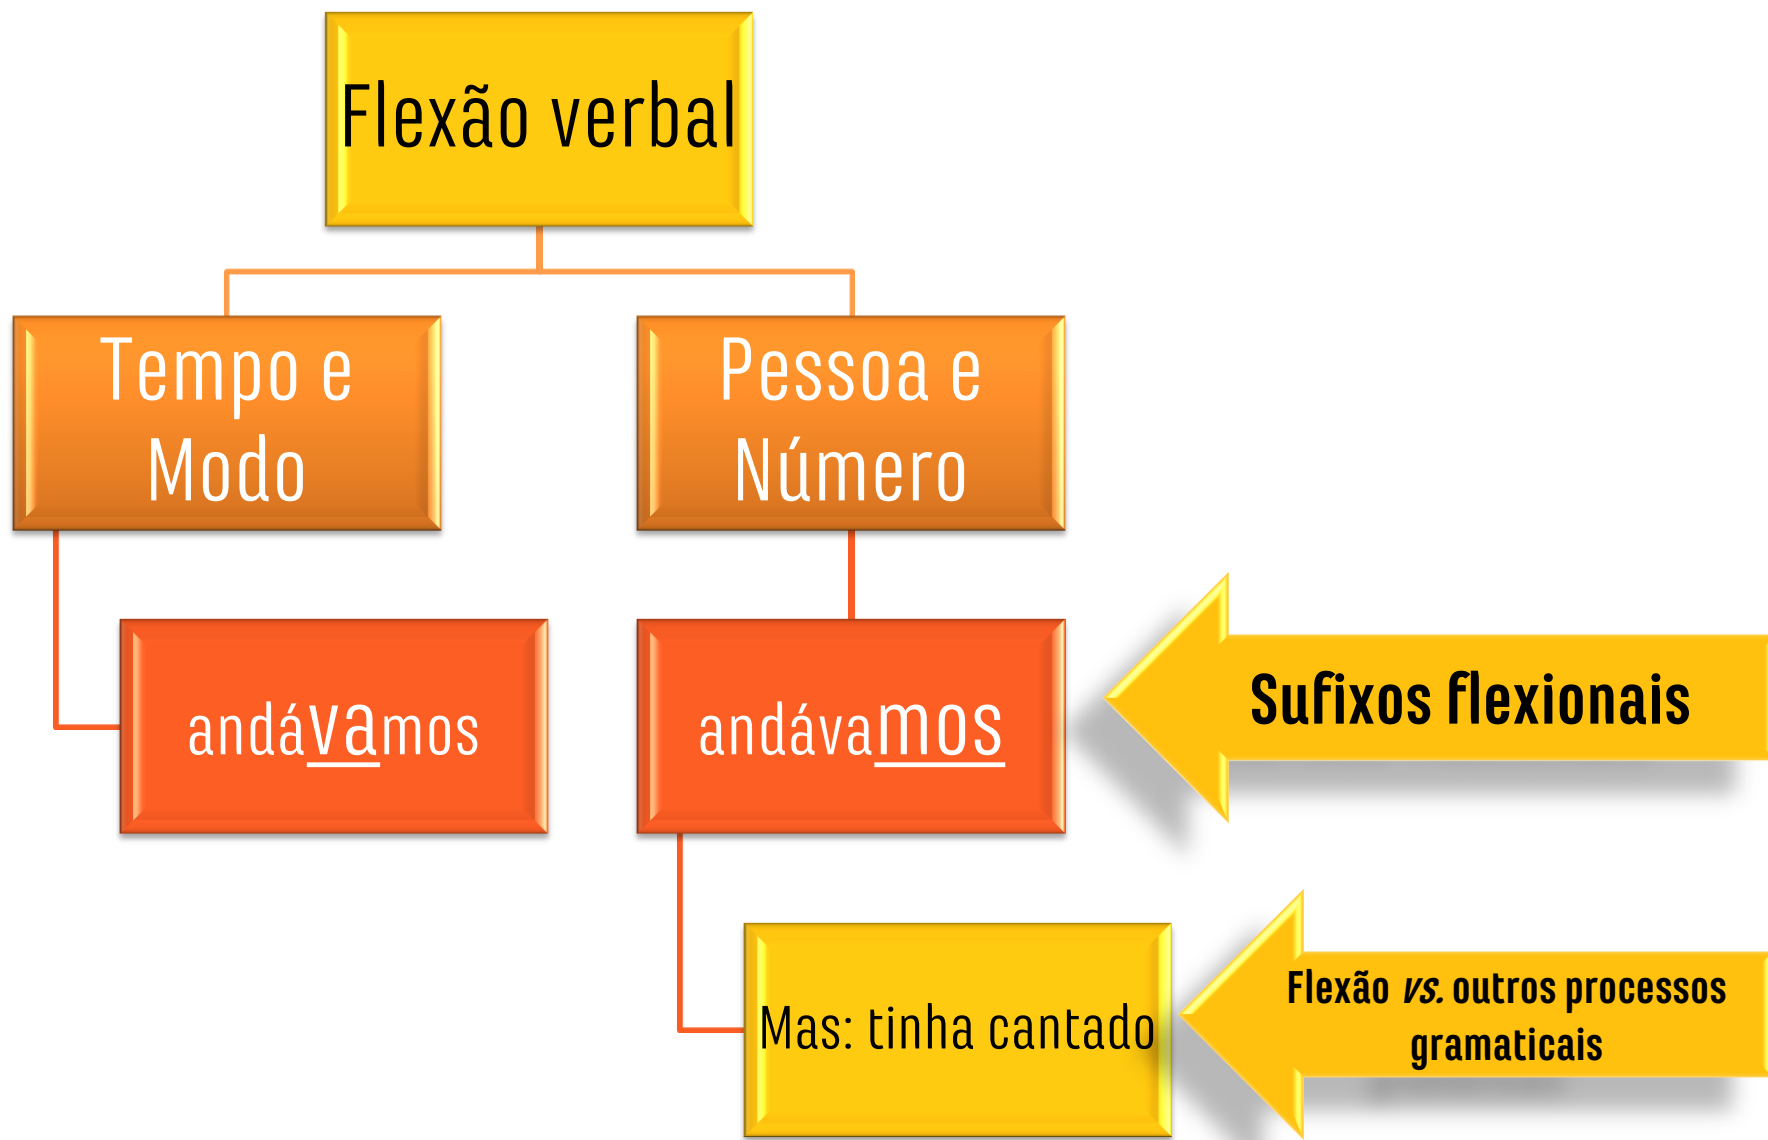 Flexão verbal
Tempo e
Modo
Pessoa e
Número
andávamos
andávamos
Sufixos flexionais
Mas: tinha cantado
Flexão vs. outros processos
gramaticais